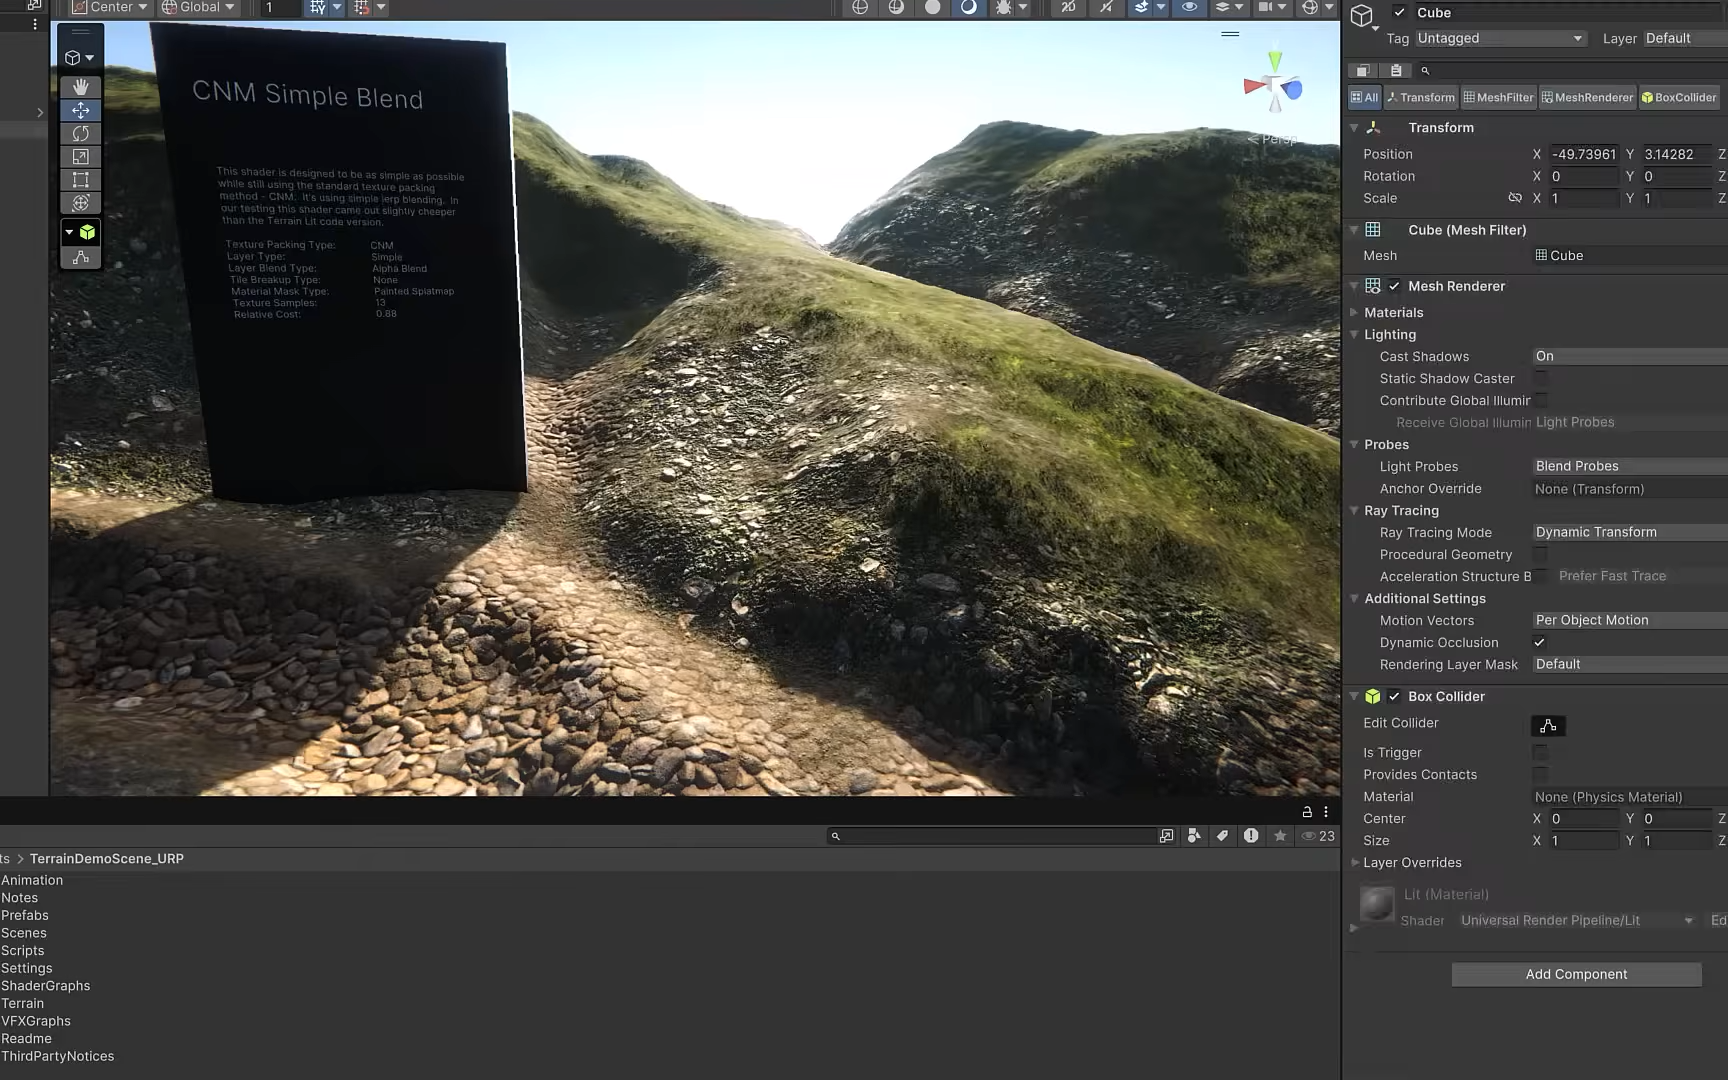 Center
Global
1
2D
Persp
CNM Simple Blend
This shader is designed to be as simple as possible
while still using the standard texture packing
method - CNM. It's using simple lerp blending. In
our testing this shader came out slightly cheeper
than the Terrain Lit code version.
Texture Packing Type: CNM
Layer Type: Simple
Layer Blend Type: Alpha Blend
Tile Breakup Type: None
Material Mask Type: Painted Splatmap
Texture Samples: 13
Relative Cost: 0.88
Cube
Tag Untagged Layer Default
All Transform MeshFilter MeshRenderer BoxCollider
Transform
Position X -49.73961 Y 3.14282 Z
Rotation X 0 Y 0 Z
Scale X 1 Y 1 Z
Cube (Mesh Filter)
Mesh Cube
Mesh Renderer
Materials
Lighting
Cast Shadows On
Static Shadow Caster
Contribute Global Illumin
Receive Global Illumin Light Probes
Probes
Light Probes Blend Probes
Anchor Override None (Transform)
Ray Tracing
Ray Tracing Mode Dynamic Transform
Procedural Geometry
Acceleration Structure B Prefer Fast Trace
Additional Settings
Motion Vectors Per Object Motion
Dynamic Occlusion
Rendering Layer Mask Default
Box Collider
Edit Collider
Is Trigger
Provides Contacts
Material None (Physics Material)
Center X 0 Y 0 Z
Size X 1 Y 1 Z
Layer Overrides
Lit (Material)
Shader Universal Render Pipeline/Lit Ed
Add Component
23
ts > TerrainDemoScene_URP
Animation
Notes
Prefabs
Scenes
Scripts
Settings
ShaderGraphs
Terrain
VFXGraphs
Readme
ThirdPartyNotices